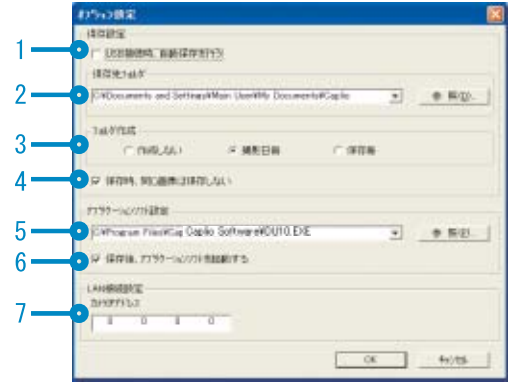 オプション設定
保存設定
1
USB接続時、自動保存を行う
保存先フォルダ
2
C:¥Documents and Settings¥Main User¥My Documents¥Caplio
参 照(D)...
フォルダ作成
3
作成しない
撮影日毎
保存毎
4
保存時、同じ画像は保存しない
アプリケーションソフト設定
5
C:¥Program Files¥Cap Caplio Software¥DU10.EXE
6
保存後、アプリケーションソフトを起動する
LAN接続設定
7
カメラIPアドレス
0 0 0 0
OK
キャンセル